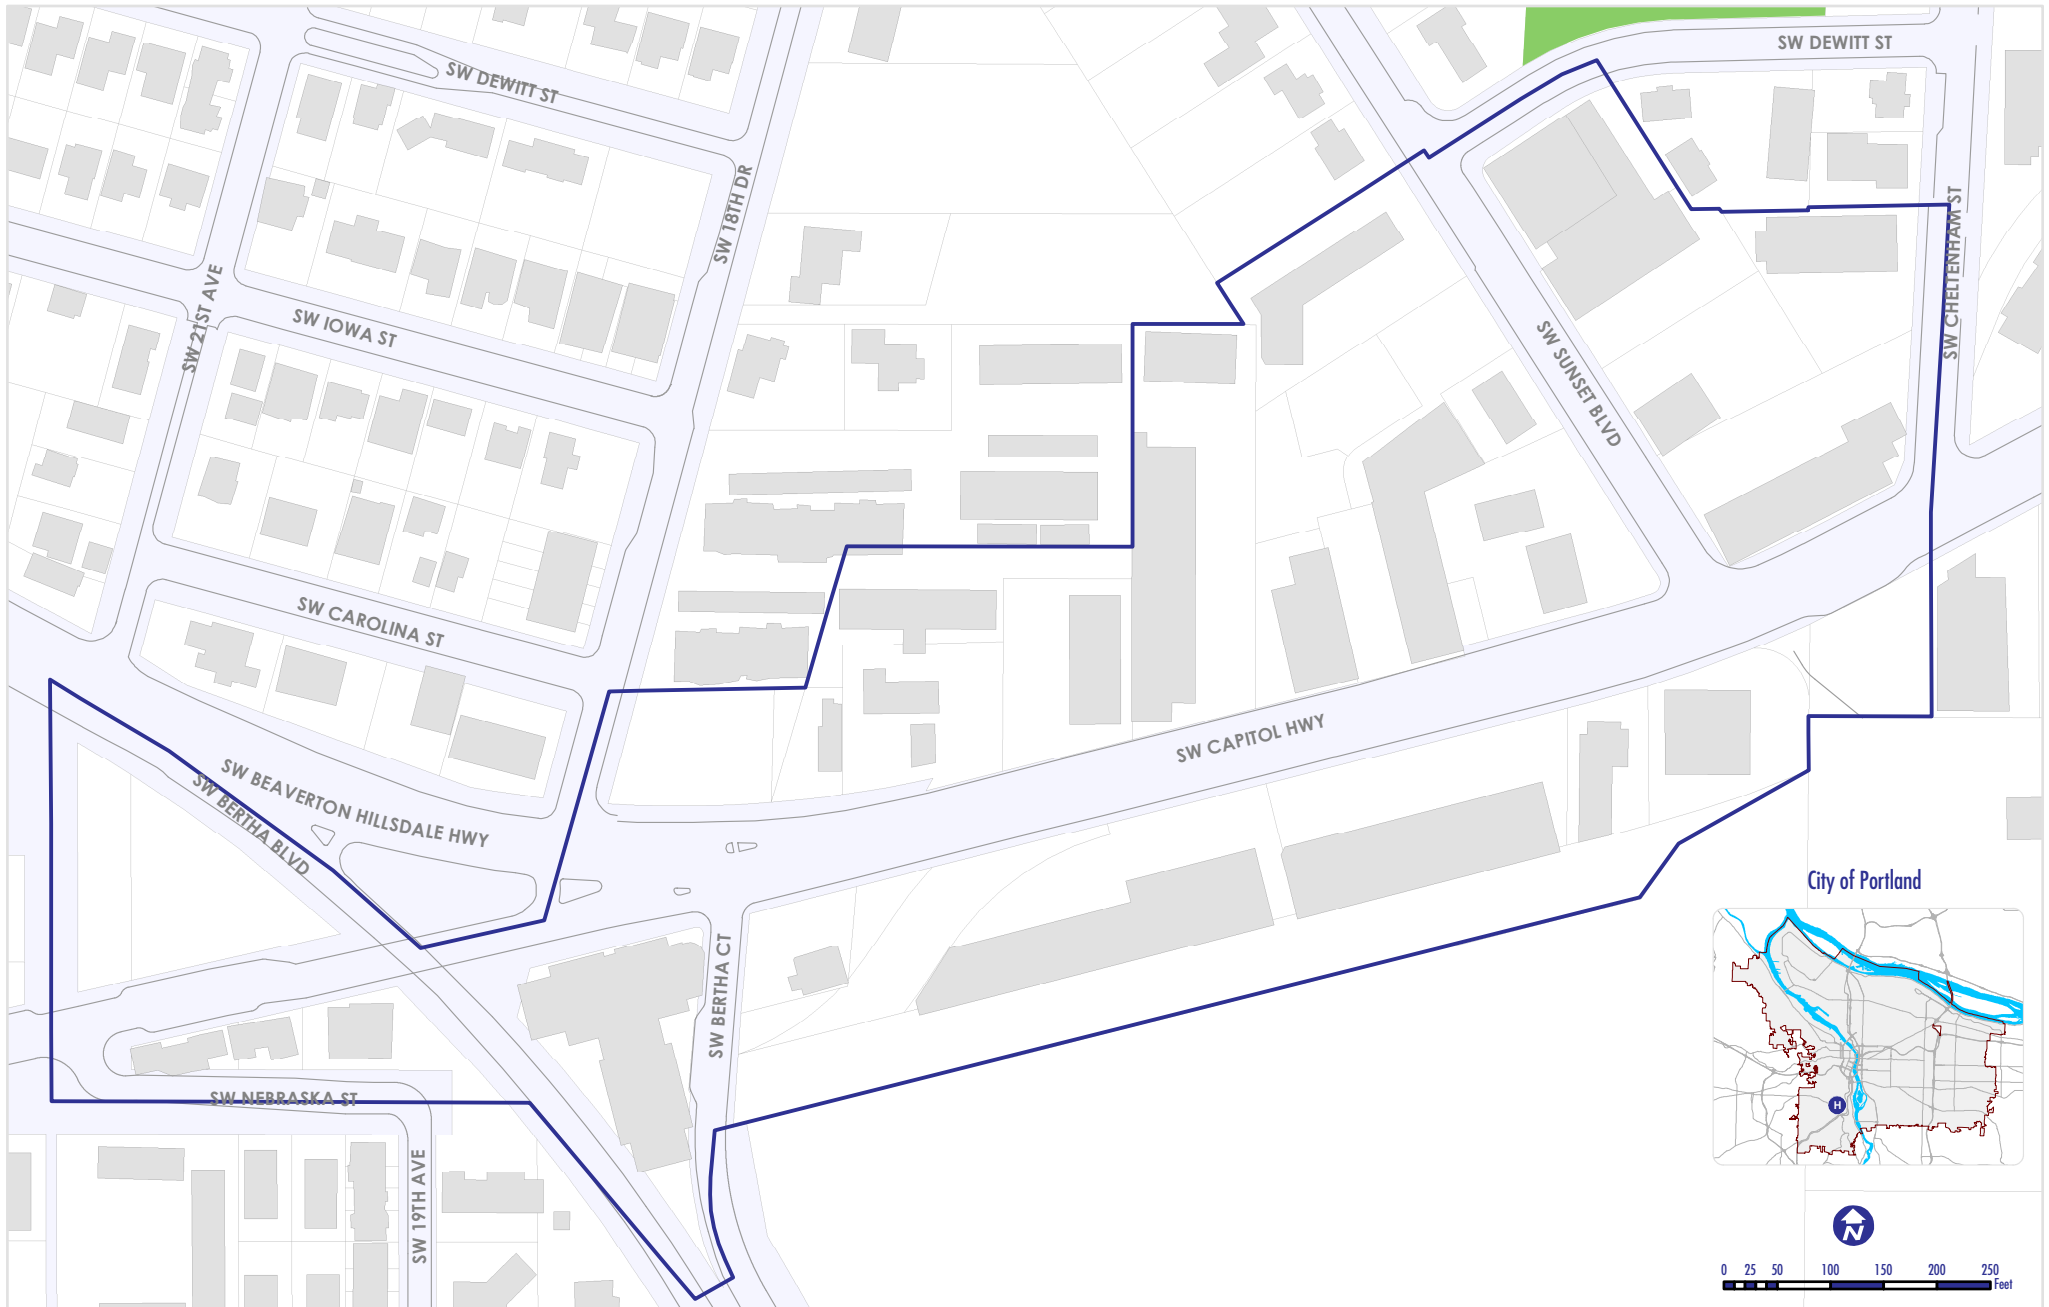 SW DEWITT ST
SW DEWITT ST
SW 18TH DR
SW CHELTENHAM ST
SW 21ST AVE
SW IOWA ST
SW SUNSET BLVD
SW CAROLINA ST
SW CAPITOL HWY
SW BEAVERTON HILLSDALE HWY
SW BERTHA BLVD
SW BERTHA CT
SW NEBRASKA ST
SW 19TH AVE
City of Portland
H
N
0 25 50 100 150 200 250
Feet